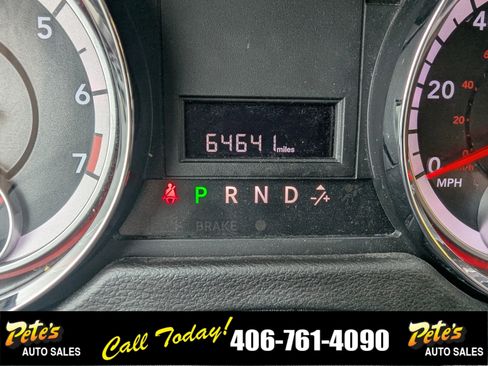 6
7
64641 miles
20
40
0
MPH
P R N D -/+
BRAKE
Pete's
AUTO SALES
Call Today!
406-761-4090
Pete's
AUTO SALES